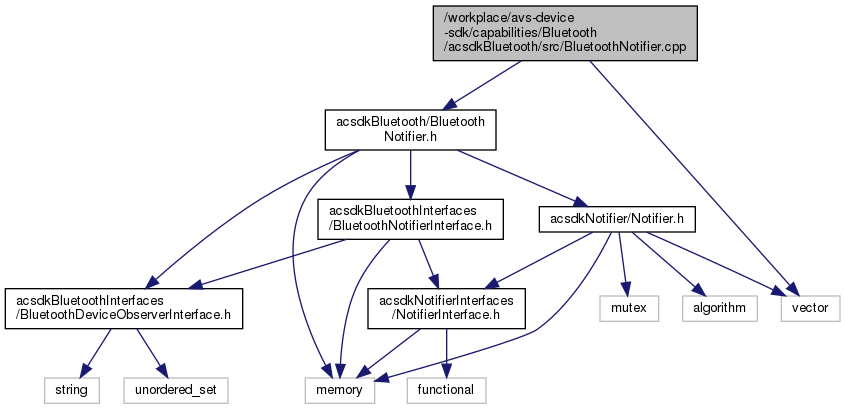 /workplace/avs-device
-sdk/capabilities/Bluetooth
/acsdkBluetooth/src/BluetoothNotifier.cpp
acsdkBluetooth/Bluetooth
Notifier.h
acsdkBluetoothInterfaces
/BluetoothNotifierInterface.h
acsdkNotifier/Notifier.h
acsdkBluetoothInterfaces
/BluetoothDeviceObserverInterface.h
acsdkNotifierInterfaces
/NotifierInterface.h
mutex
algorithm
vector
string
unordered_set
memory
functional